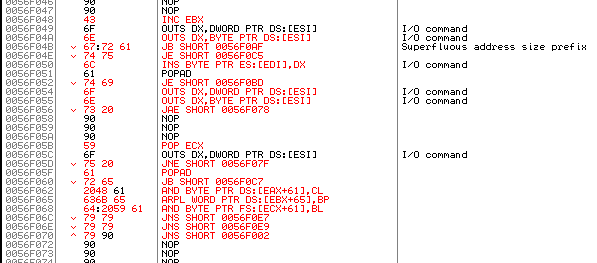 0056F046 90 NOP
0056F047 90 NOP
0056F048 43 INC EBX
0056F049 6F OUTS DX,DWORD PTR DS:[ESI] I/O command
0056F04A 6E OUTS DX,BYTE PTR DS:[ESI] I/O command
0056F04B 67:72 61 JB SHORT 0056F0AF Superfluous address size prefix
0056F04E 74 75 JE SHORT 0056F0C5
0056F050 6C INS BYTE PTR ES:[EDI],DX I/O command
0056F051 61 POPAD
0056F052 74 69 JE SHORT 0056F0BD
0056F054 6F OUTS DX,DWORD PTR DS:[ESI] I/O command
0056F055 6E OUTS DX,BYTE PTR DS:[ESI] I/O command
0056F056 73 20 JAE SHORT 0056F078
0056F058 90 NOP
0056F059 90 NOP
0056F05A 90 NOP
0056F05B 59 POP ECX
0056F05C 6F OUTS DX,DWORD PTR DS:[ESI] I/O command
0056F05D 75 20 JNE SHORT 0056F07F
0056F05F 61 POPAD
0056F060 72 65 JB SHORT 0056F0C7
0056F062 2048 61 AND BYTE PTR DS:[EAX+61],CL
0056F065 636B 65 ARPL WORD PTR DS:[EBX+65],BP
0056F068 64:2059 61 AND BYTE PTR FS:[ECX+61],BL
0056F06C 79 79 JNS SHORT 0056F0E7
0056F06E 79 79 JNS SHORT 0056F0E9
0056F070 79 90 JNS SHORT 0056F002
0056F072 90 NOP
0056F073 90 NOP
0056F074 90 NOP